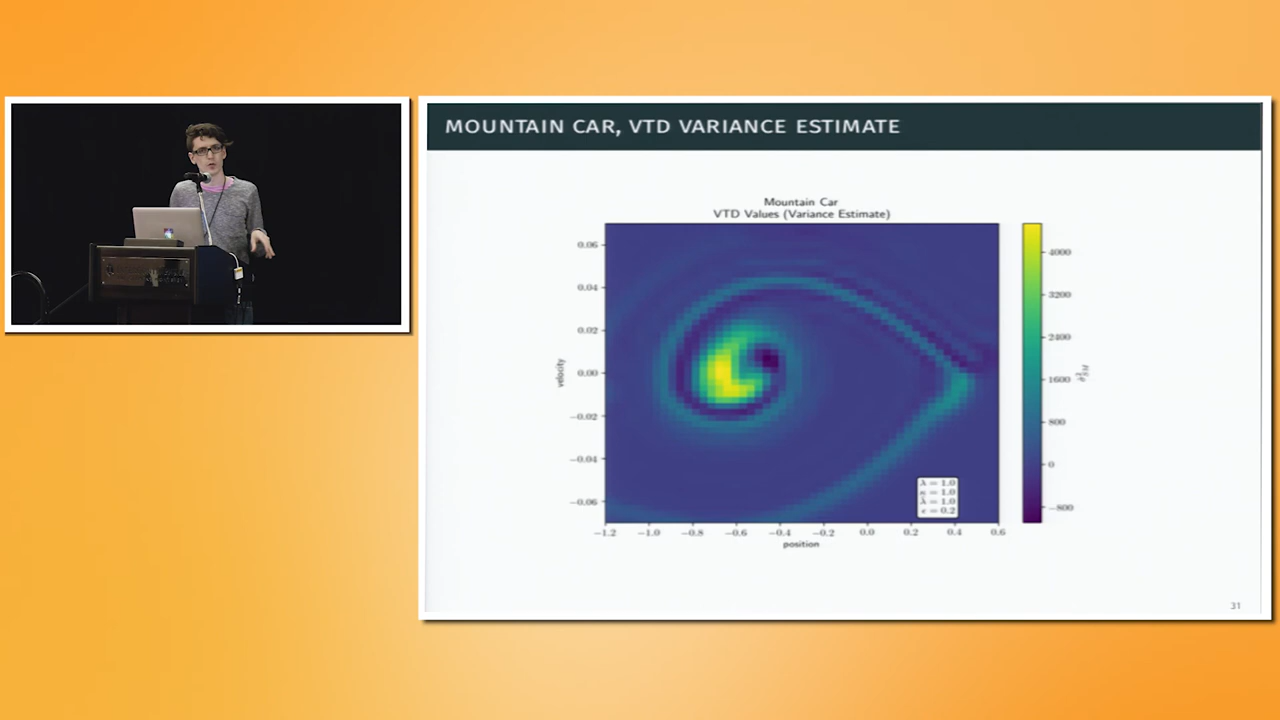 MOUNTAIN CAR, VTD VARIANCE ESTIMATE
Mountain Car
VTD Values (Variance Estimate)
0.06
0.04
0.02
0.00
−0.02
−0.04
−0.06
velocity
−1.2 −1.0 −0.8 −0.6 −0.4 −0.2 0.0 0.2 0.4 0.6
position
λ = 1.0
= 1.0
λ̄ = 1.0
ϵ = 0.2
4000
3200
2400
1600
800
0
−800
31